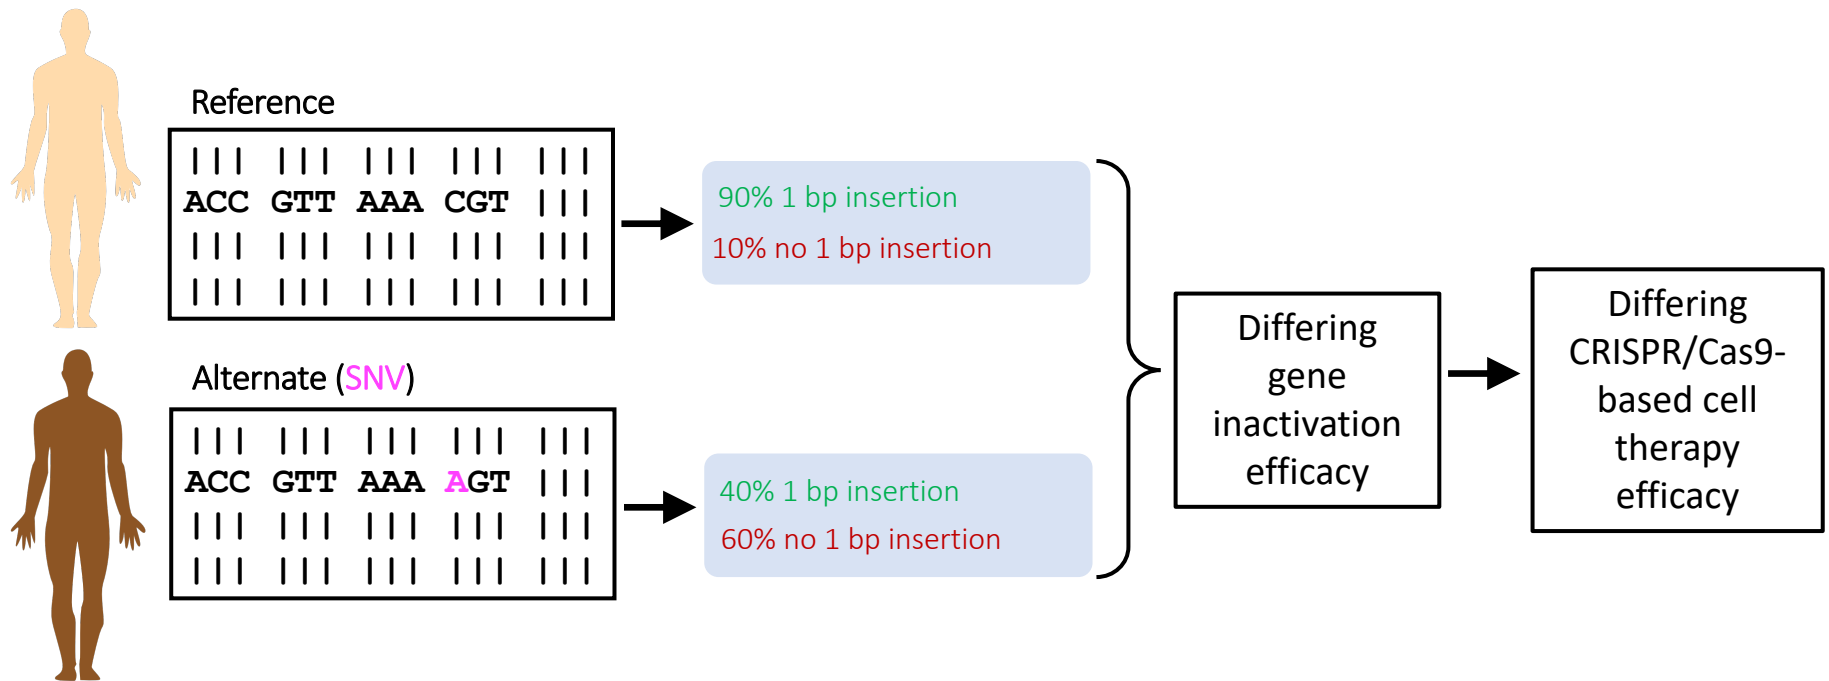 Reference
ACC GTT AAA CGT
90% 1 bp insertion
10% no 1 bp insertion
Alternate (SNV)
ACC GTT AAA AGT
40% 1 bp insertion
60% no 1 bp insertion
Differing
gene
inactivation
efficacy
Differing
CRISPR/Cas9-
based cell
therapy
efficacy